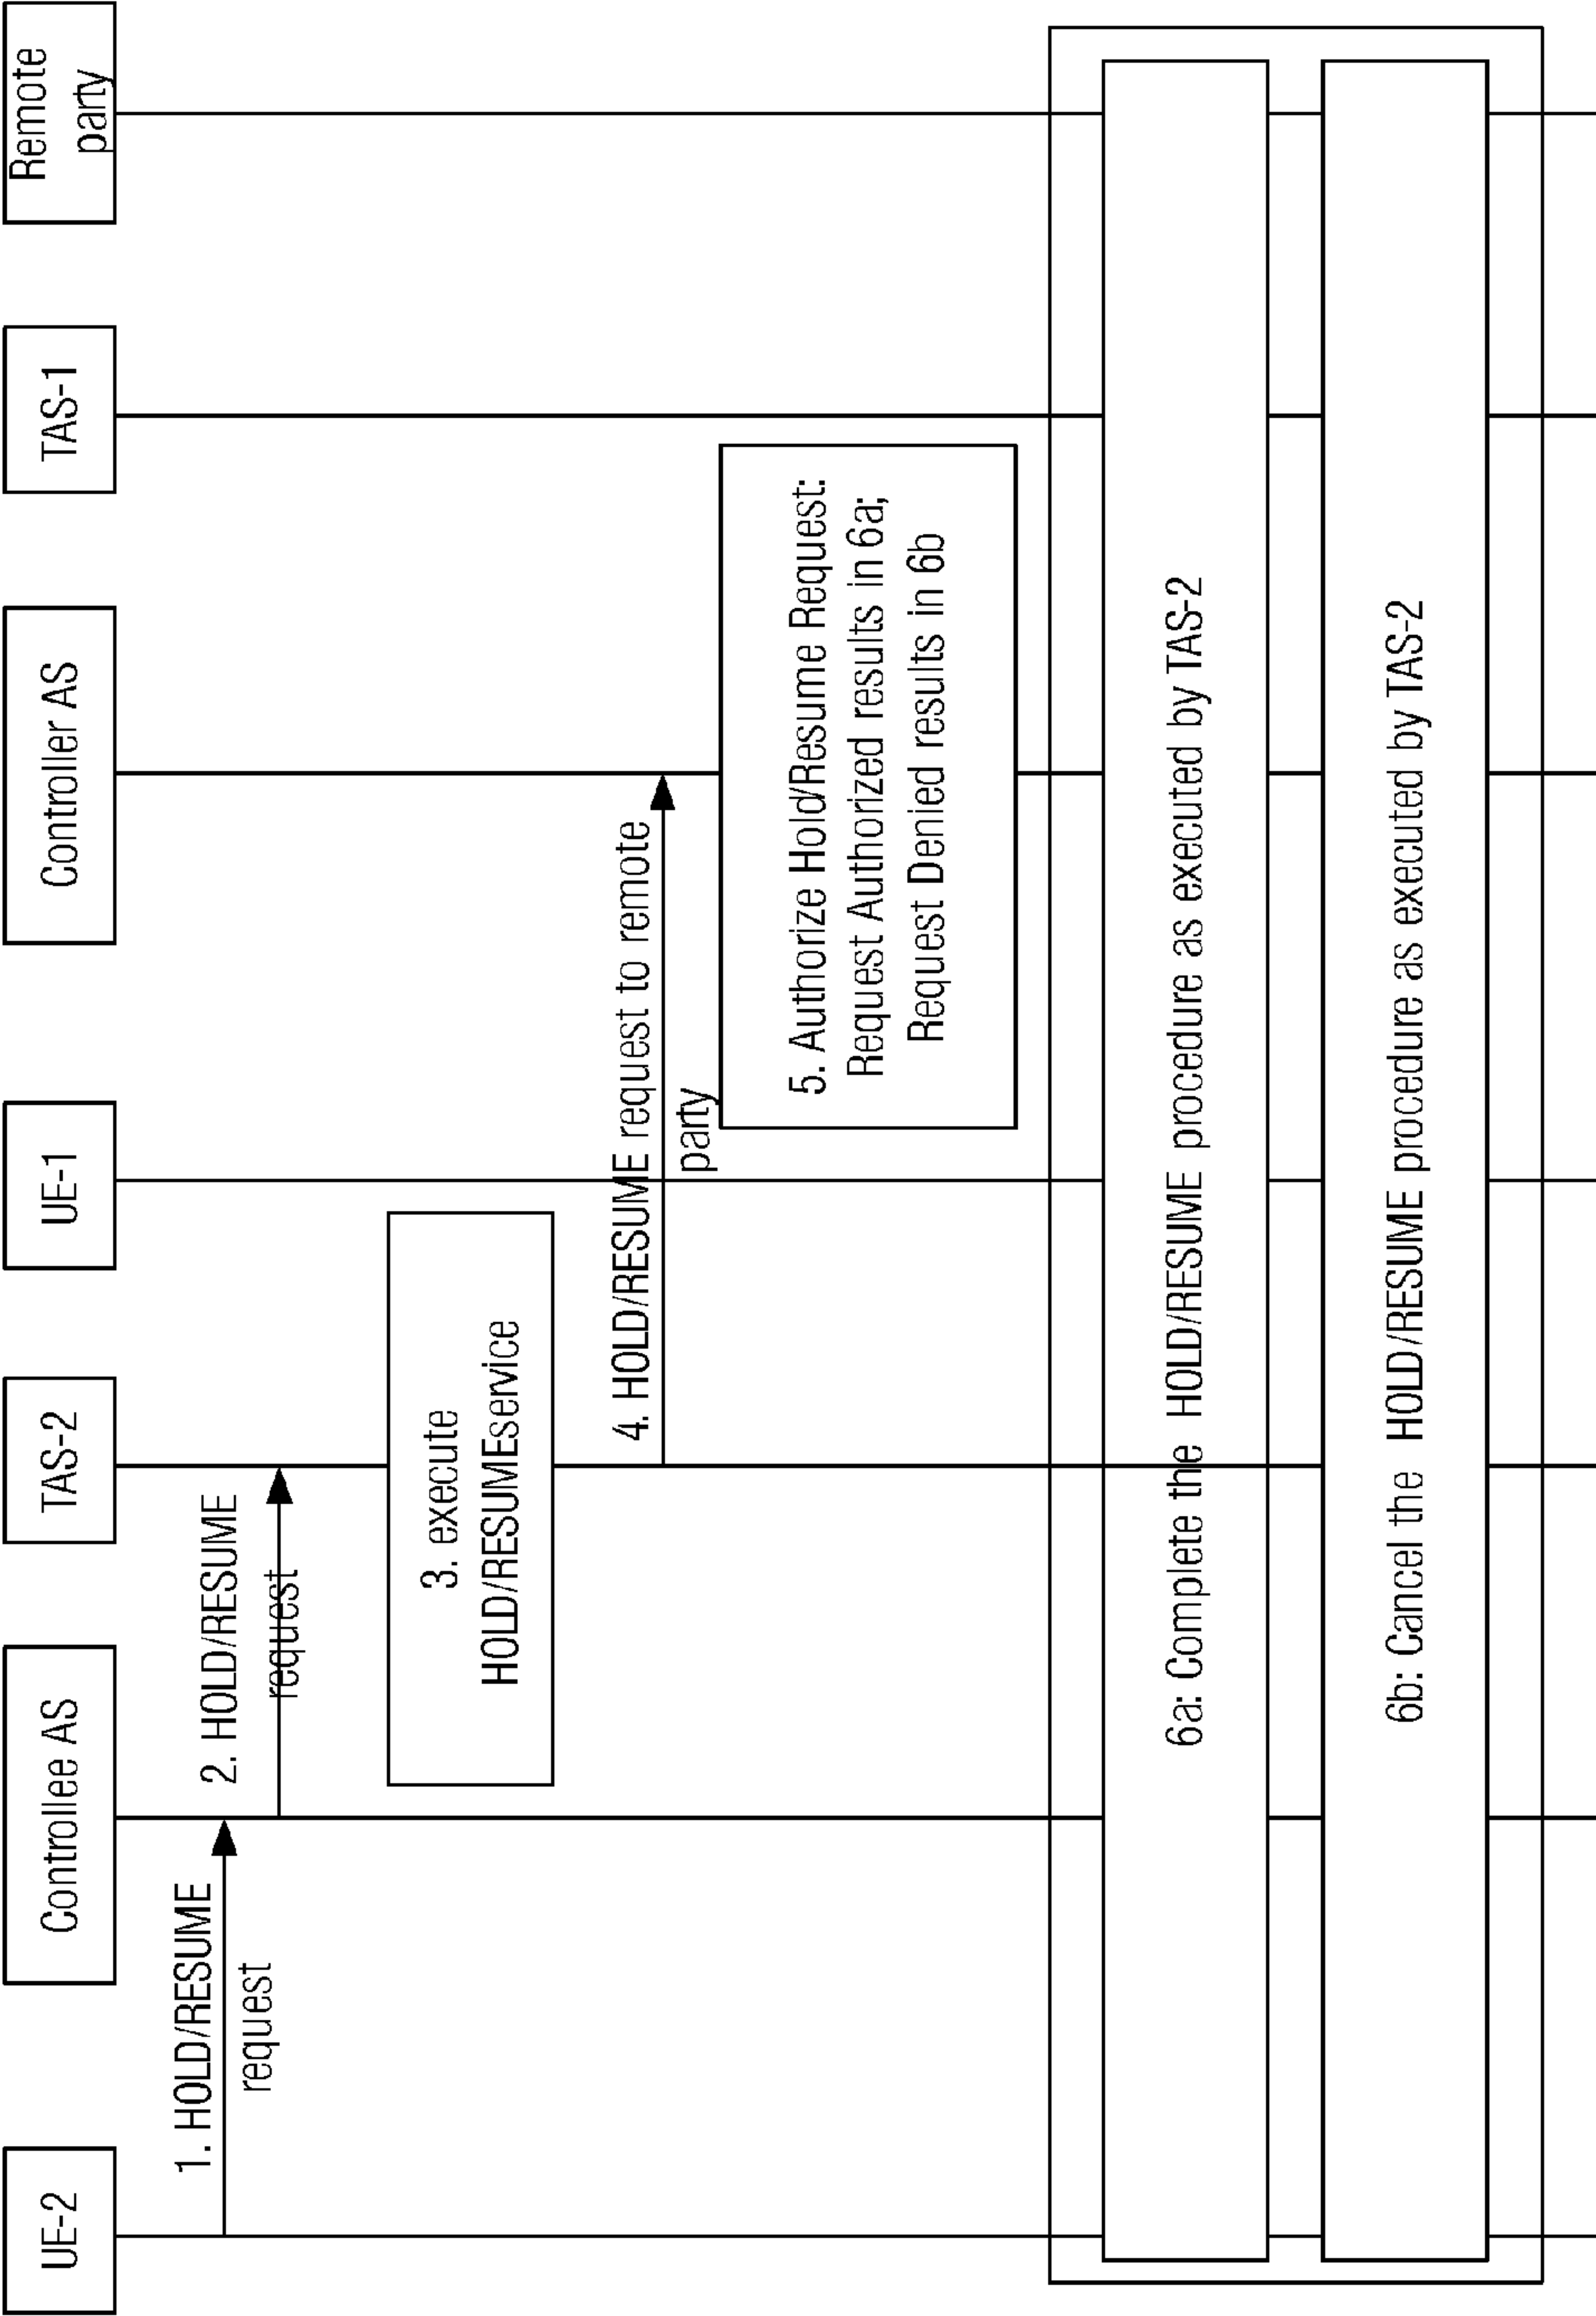 UE-2
Controllee AS
TAS-2
UE-1
Controller AS
TAS-1
Remote
party
1. HOLD/RESUME
request
2. HOLD/RESUME
request
3. execute
HOLD/RESUMEservice
4. HOLD/RESUME request to remote
party
5. Authorize Hold/Resume Request:
Request Authorized results in 6a;
Request Denied results in 6b
6a: Complete the HOLD/RESUME procedure as executed by TAS-2
6b: Cancel the HOLD/RESUME procedure as executed by TAS-2